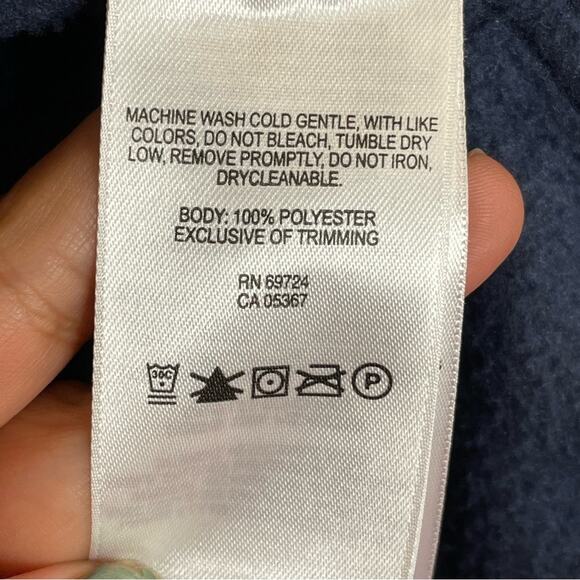 MACHINE WASH COLD GENTLE, WITH LIKE
COLORS, DO NOT BLEACH, TUMBLE DRY
LOW, REMOVE PROMPTLY, DO NOT IRON,
DRYCLEANABLE.
BODY: 100% POLYESTER
EXCLUSIVE OF TRIMMING
RN 69724
CA 05367
30C P